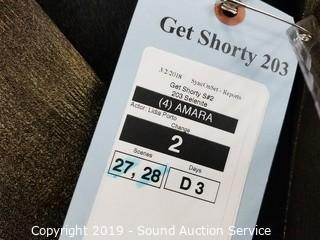 Get Shorty 203
3/2/2018 SyncOnSet - Reports
Get Shorty S#2
203 Selenite
(4) AMARA
Actor: Lidia Porto
Change
2
Scenes Days
27, 28 D 3
Copyright 2019 - Sound Auction Service